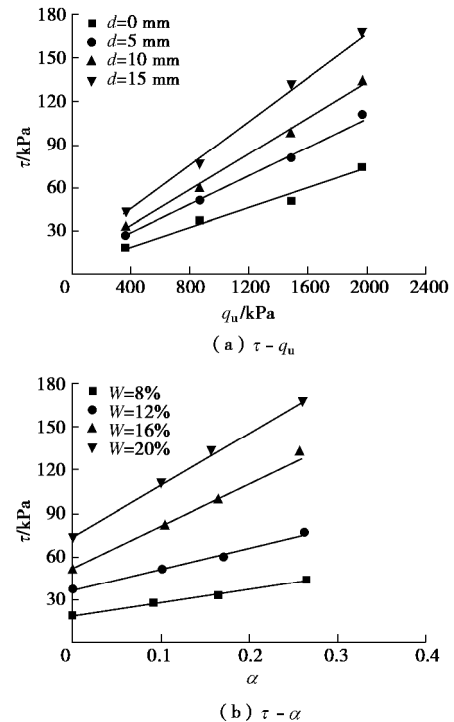 180
150
120
90
60
30
τ/kPa
■ d=0 mm
● d=5 mm
▲ d=10 mm
▼ d=15 mm
0 400 800 1200 1600 2000 2400
qu/kPa
(a) τ-qu
180
150
120
90
60
30
τ/kPa
■ W=8%
● W=12%
▲ W=16%
▼ W=20%
0 0.1 0.2 0.3 0.4
α
(b) τ-α